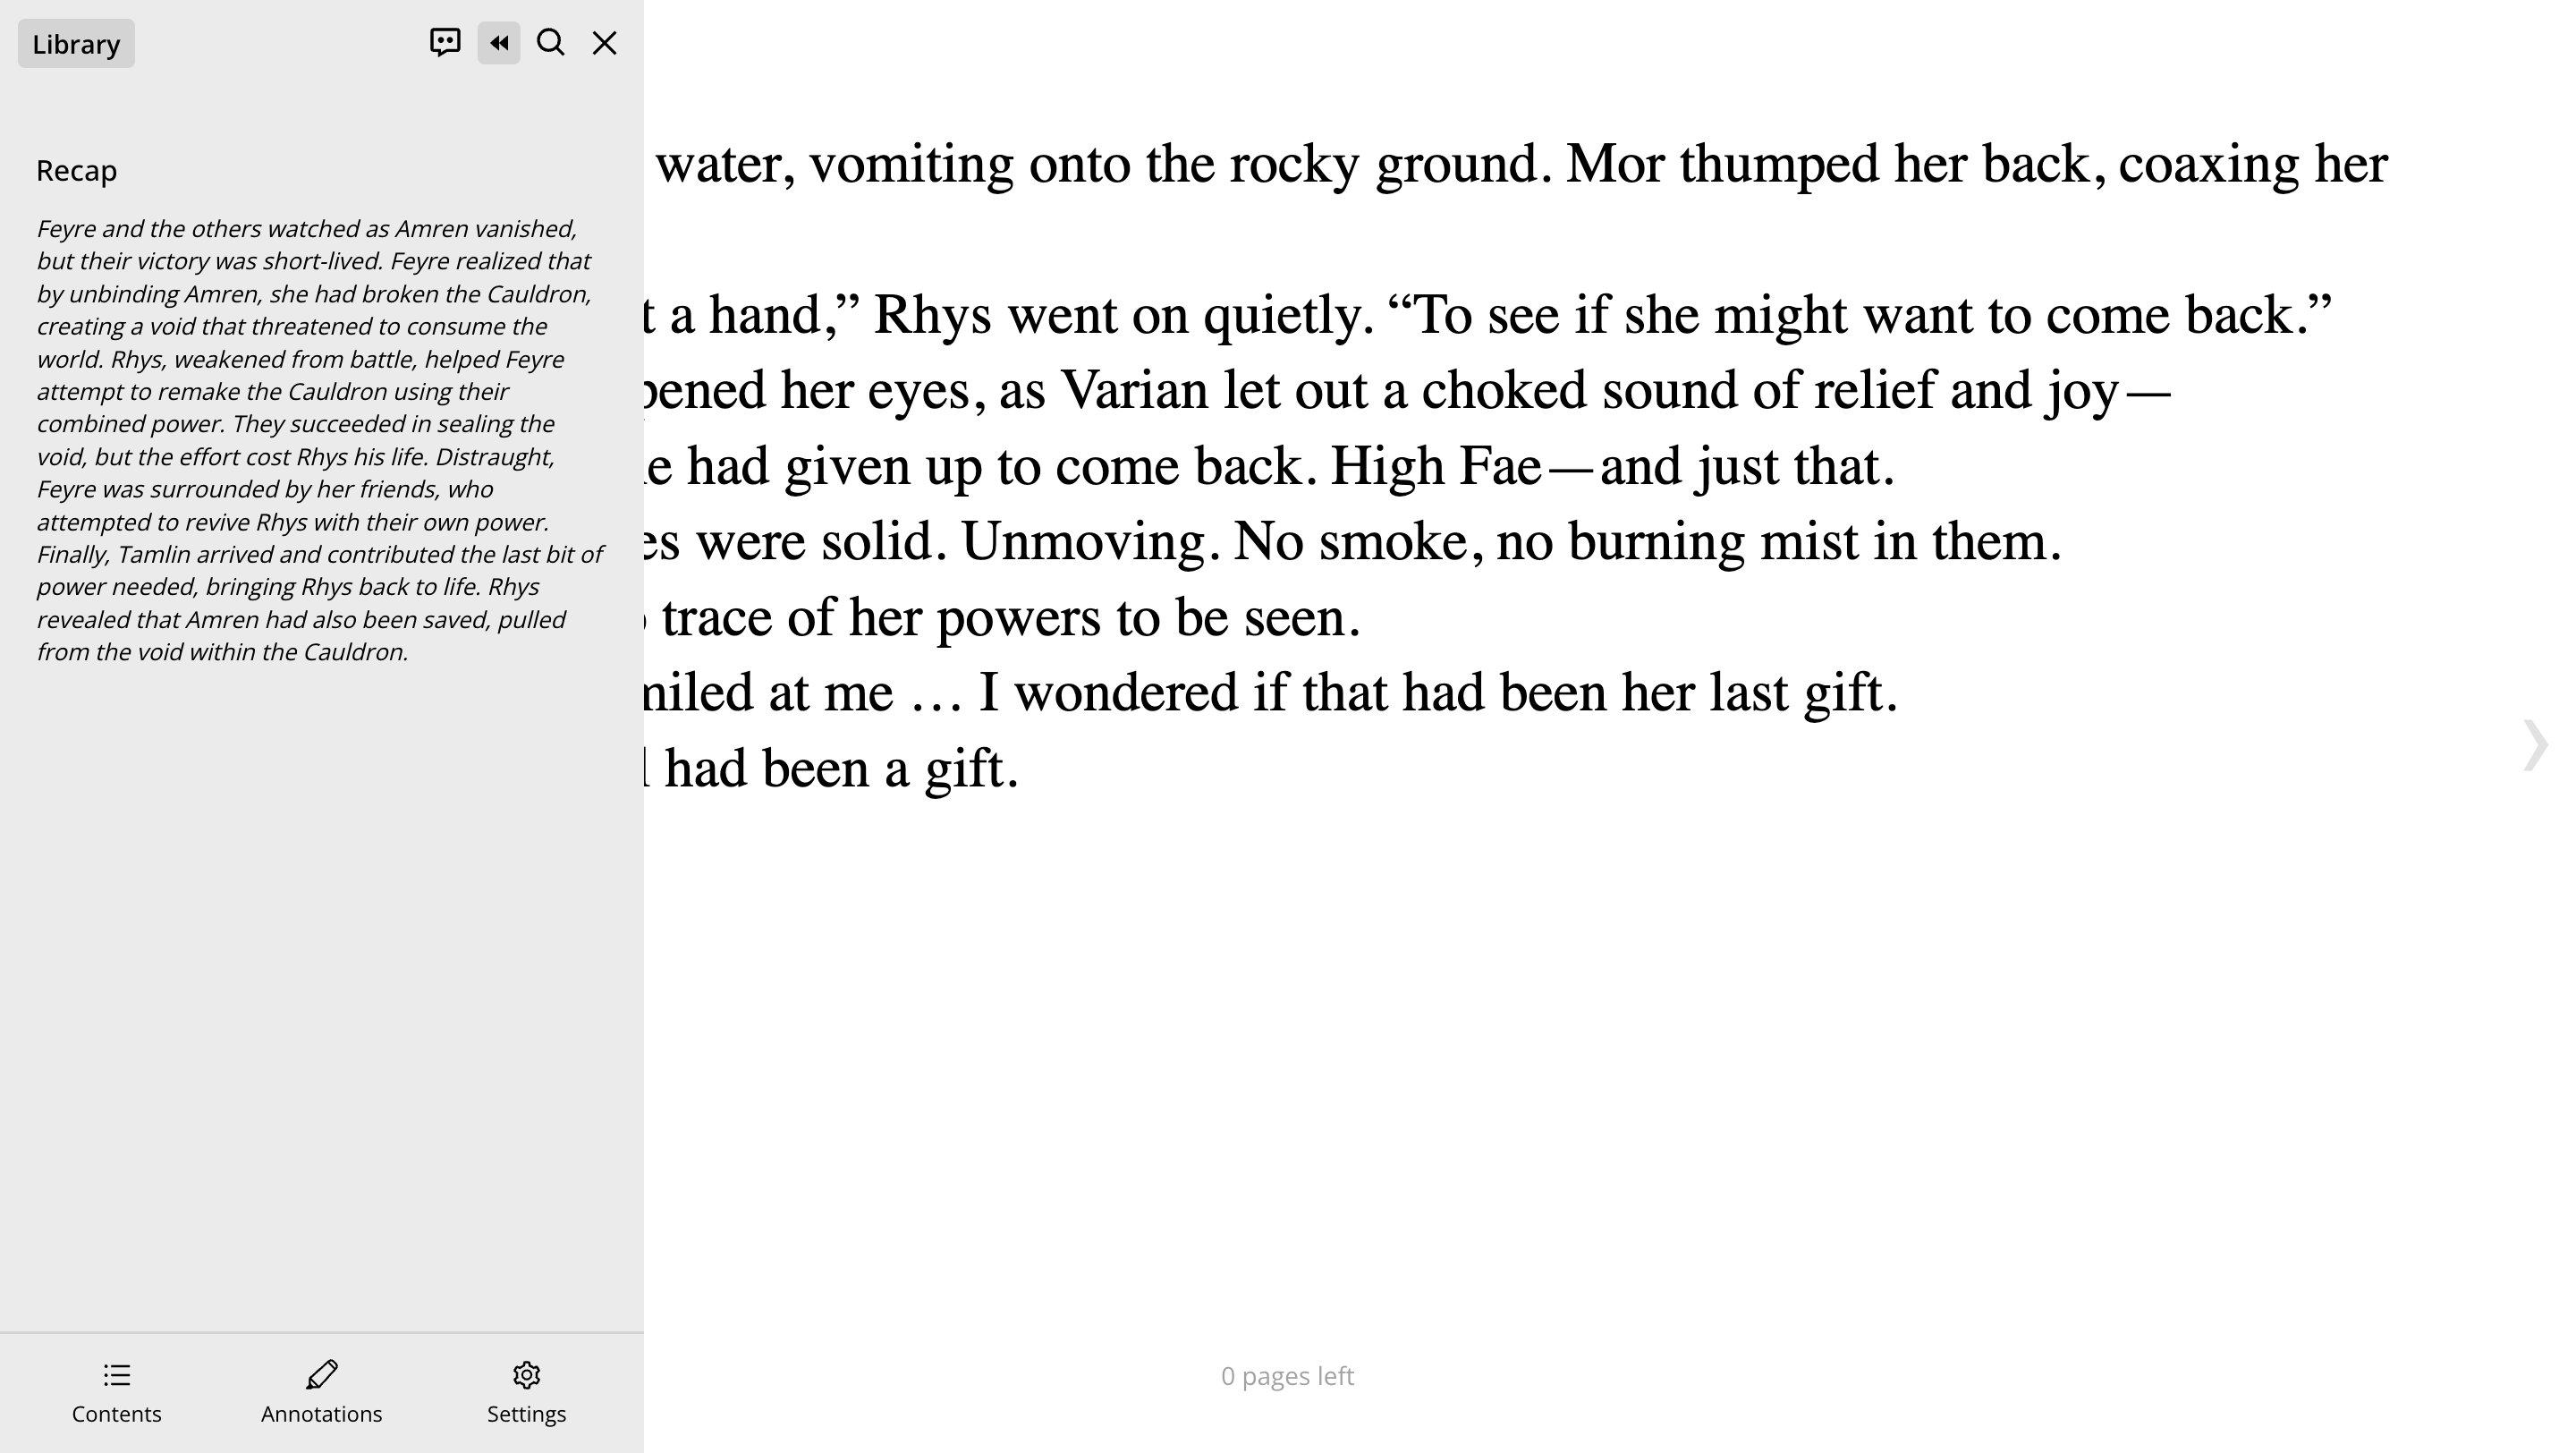 Library
Recap
Feyre and the others watched as Amren vanished,
but their victory was short-lived. Feyre realized that
by unbinding Amren, she had broken the Cauldron,
creating a void that threatened to consume the
world. Rhys, weakened from battle, helped Feyre
attempt to remake the Cauldron using their
combined power. They succeeded in sealing the
void, but the effort cost Rhys his life. Distraught,
Feyre was surrounded by her friends, who
attempted to revive Rhys with their own power.
Finally, Tamlin arrived and contributed the last bit of
power needed, bringing Rhys back to life. Rhys
revealed that Amren had also been saved, pulled
from the void within the Cauldron.
Contents
Annotations
Settings
water, vomiting onto the rocky ground. Mor thumped her back, coaxing her
a hand,” Rhys went on quietly. “To see if she might want to come back.”
her eyes, as Varian let out a choked sound of relief and joy—
had given up to come back. High Fae—and just that.
were solid. Unmoving. No smoke, no burning mist in them.
trace of her powers to be seen.
at me … I wondered if that had been her last gift.
had been a gift.
0 pages left